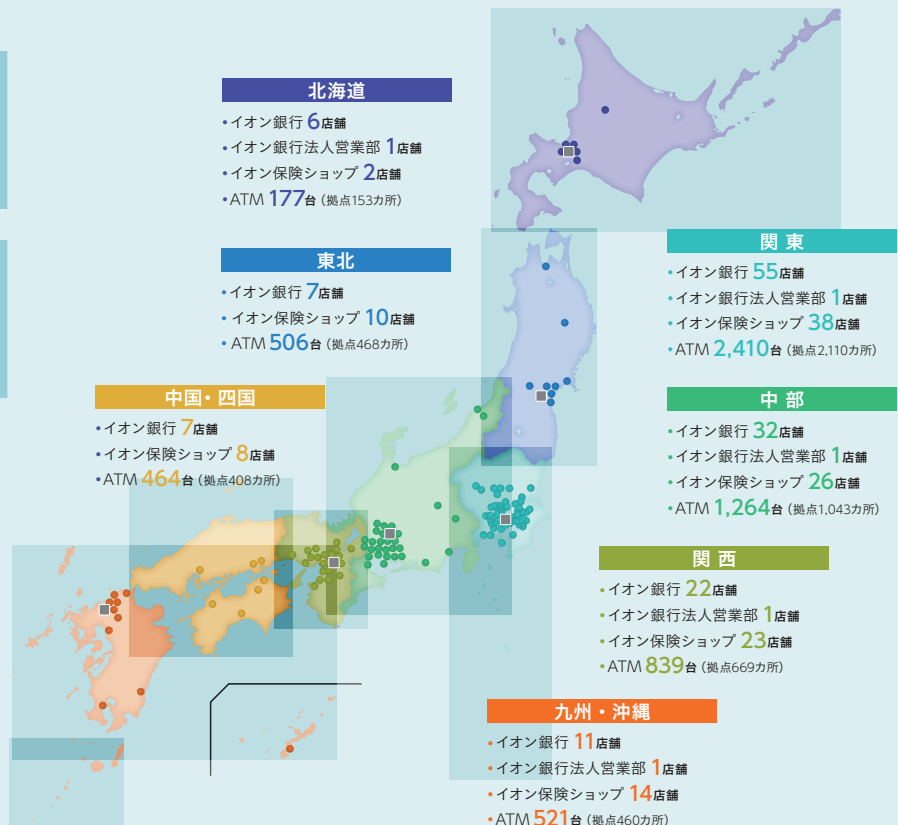 北海道
•イオン銀行 6店舗
•イオン銀行法人営業部 1店舗
•イオン保険ショップ 2店舗
•ATM 177台 (拠点153カ所)
東北
•イオン銀行 7店舗
•イオン保険ショップ 10店舗
•ATM 506台 (拠点468カ所)
関東
•イオン銀行 55店舗
•イオン銀行法人営業部 1店舗
•イオン保険ショップ 38店舗
•ATM 2,410台 (拠点2,110カ所)
中国・四国
•イオン銀行 7店舗
•イオン保険ショップ 8店舗
•ATM 464台 (拠点408カ所)
中部
•イオン銀行 32店舗
•イオン銀行法人営業部 1店舗
•イオン保険ショップ 26店舗
•ATM 1,264台 (拠点1,043カ所)
関西
•イオン銀行 22店舗
•イオン銀行法人営業部 1店舗
•イオン保険ショップ 23店舗
•ATM 839台 (拠点669カ所)
九州・沖縄
•イオン銀行 11店舗
•イオン銀行法人営業部 1店舗
•イオン保険ショップ 14店舗
•ATM 521台 (拠点460カ所)